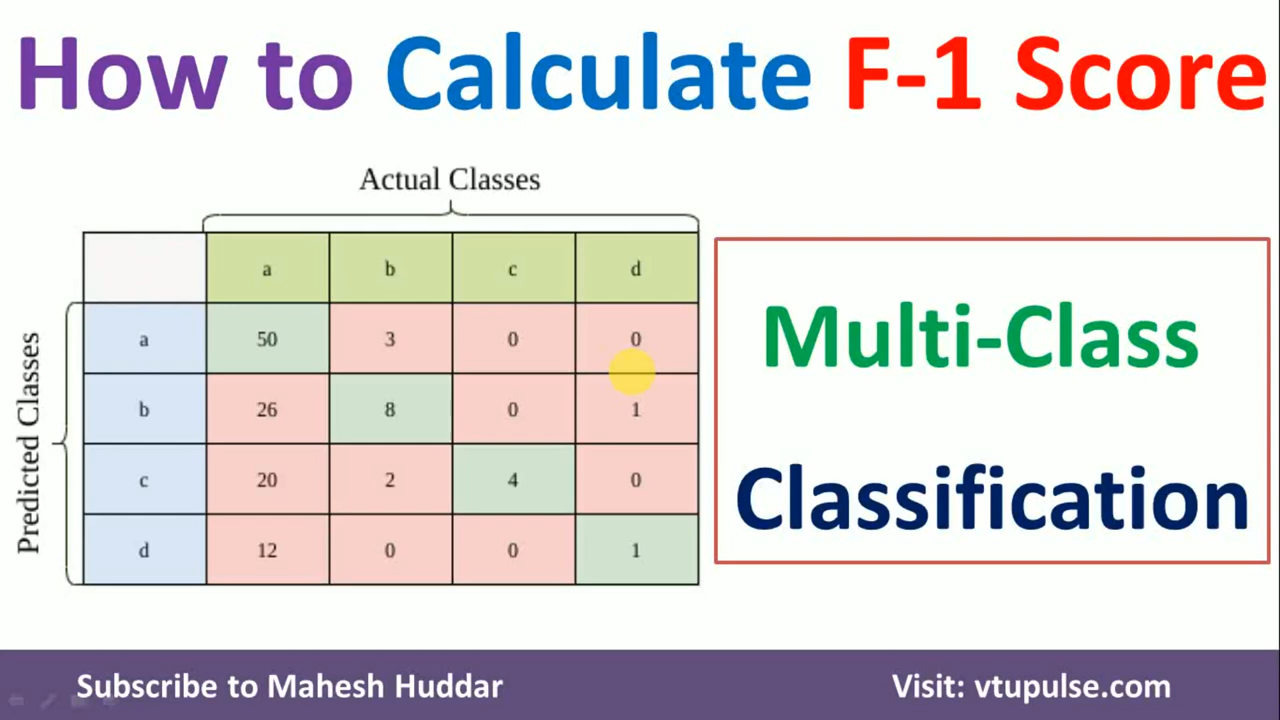 How to Calculate F-1 Score
Actual Classes
Predicted Classes
a b c d
a 50 3 0 0
b 26 8 0 1
c 20 2 4 0
d 12 0 0 1
Multi-Class
Classification
Subscribe to Mahesh Huddar
Visit: vtupulse.com